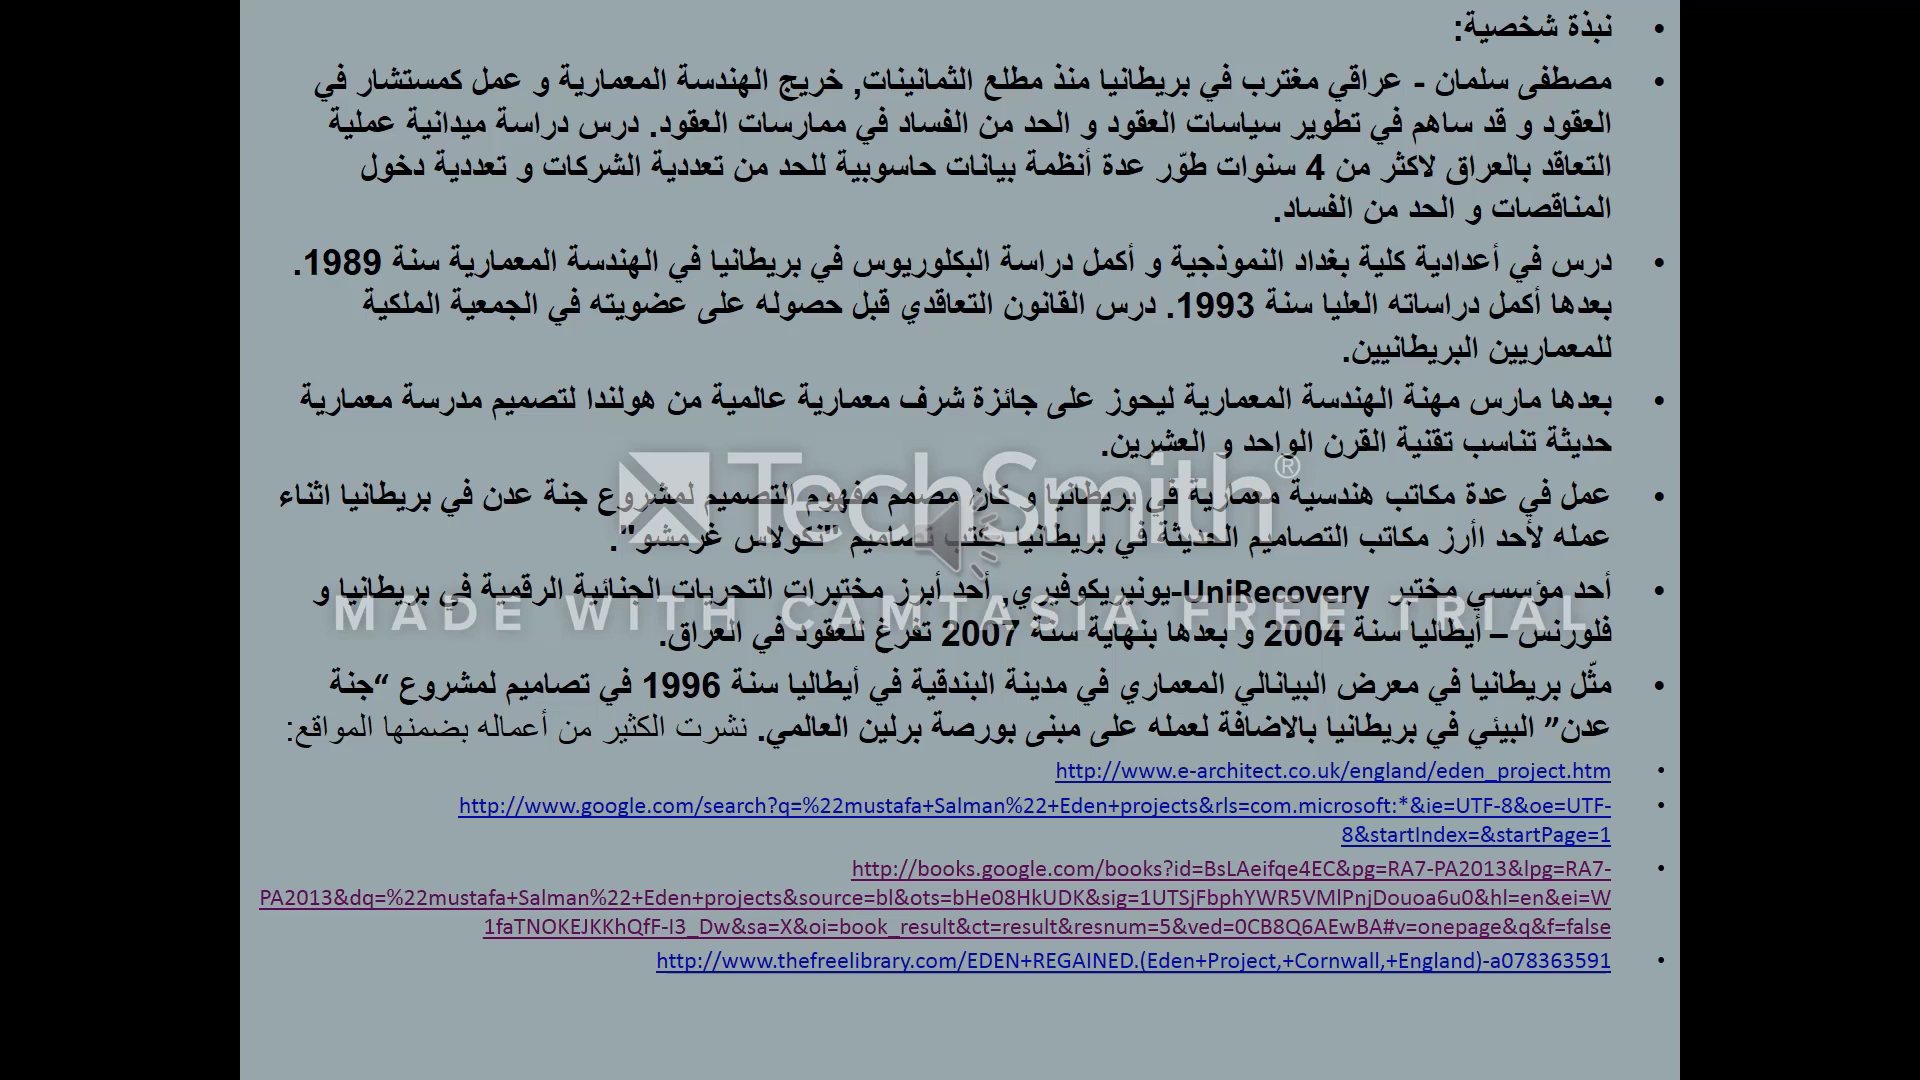 نبذة شخصية:
مصطفى سلمان - عراقي مغترب في بريطانيا منذ مطلع الثمانينات, خريج الهندسة المعمارية و عمل كمستشار في
العقود و قد ساهم في تطوير سياسات العقود و الحد من الفساد في ممارسات العقود. درس دراسة ميدانية عملية
التعاقد بالعراق لاكثر من 4 سنوات طوّر عدة أنظمة بيانات حاسوبية للحد من تعددية الشركات و تعددية دخول
المناقصات و الحد من الفساد.
درس في أعدادية كلية بغداد النموذجية و أكمل دراسة البكلوريوس في بريطانيا في الهندسة المعمارية سنة 1989.
بعدها أكمل دراساته العليا سنة 1993. درس القانون التعاقدي قبل حصوله على عضويته في الجمعية الملكية
للمعماريين البريطانيين.
بعدها مارس مهنة الهندسة المعمارية ليحوز على جائزة شرف معمارية عالمية من هولندا لتصميم مدرسة معمارية
حديثة تناسب تقنية القرن الواحد و العشرين.
عمل في عدة مكاتب هندسية معمارية في بريطانيا و كان مصمم مفهوم التصميم لمشروع جنة عدن في بريطانيا اثناء
عمله لأحد اأرز مكاتب التصاميم الحديثة في بريطانيا مكتب تصاميم "نكولاس غرمشو".
أحد مؤسسي مختبر UniRecovery-يونيريكوفيري, أحد أبرز مختبرات التحريات الجنائية الرقمية في بريطانيا و
فلورنس – أيطاليا سنة 2004 و بعدها بنهاية سنة 2007 تفرغ للعقود في العراق.
مثّل بريطانيا في معرض البيانالي المعماري في مدينة البندقية في أيطاليا سنة 1996 في تصاميم لمشروع “جنة
عدن” البيئي في بريطانيا بالاضافة لعمله على مبنى بورصة برلين العالمي. نشرت الكثير من أعماله بضمنها المواقع:
http://www.e-architect.co.uk/england/eden_project.htm
http://www.google.com/search?q=%22mustafa+Salman%22+Eden+projects&rls=com.microsoft:*&ie=UTF-8&oe=UTF-
8&startIndex=&startPage=1
http://books.google.com/books?id=BsLAeifqe4EC&pg=RA7-PA2013&lpg=RA7-
PA2013&dq=%22mustafa+Salman%22+Eden+projects&source=bl&ots=bHe08HkUDK&sig=1UTSjFbphYWR5VMlPnjDouoa6u0&hl=en&ei=W
1faTNOKEJKKhQfF-I3_Dw&sa=X&oi=book_result&ct=result&resnum=5&ved=0CB8Q6AEwBA#v=onepage&q&f=false
http://www.thefreelibrary.com/EDEN+REGAINED.(Eden+Project,+Cornwall,+England)-a078363591
TechSmith®
MADE WITH CAMTASIA FREE TRIAL